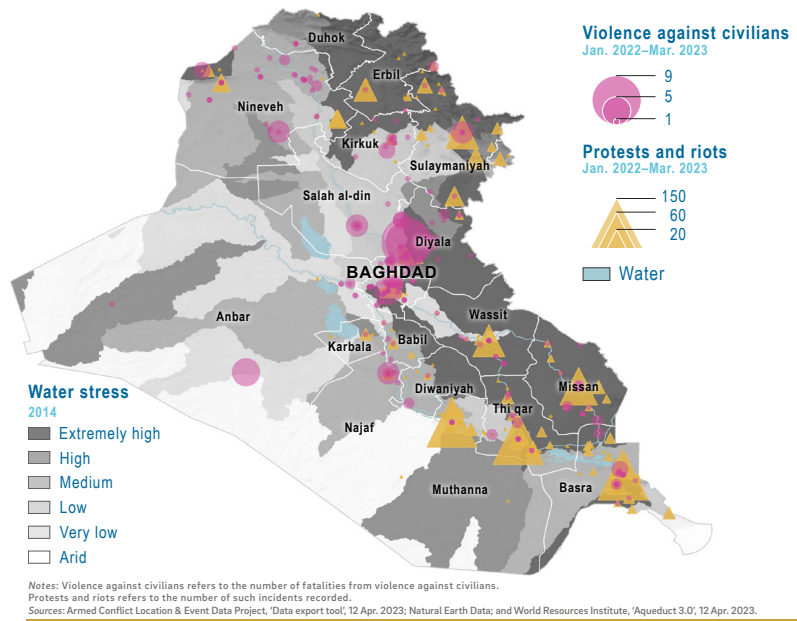 Violence against civilians
Jan. 2022–Mar. 2023
9
5
1
Protests and riots
Jan. 2022–Mar. 2023
150
60
20
Water
Duhok
Erbil
Nineveh
Kirkuk
Sulaymaniyah
Salah al-din
Diyala
BAGHDAD
Anbar
Wassit
Karbala
Babil
Diwaniyah
Missan
Thi qar
Najaf
Muthanna
Basra
Water stress
2014
Extremely high
High
Medium
Low
Very low
Arid
Notes: Violence against civilians refers to the number of fatalities from violence against civilians.
Protests and riots refers to the number of such incidents recorded.
Sources: Armed Conflict Location & Event Data Project, ‘Data export tool’, 12 Apr. 2023; Natural Earth Data; and World Resources Institute, ‘Aqueduct 3.0’, 12 Apr. 2023.